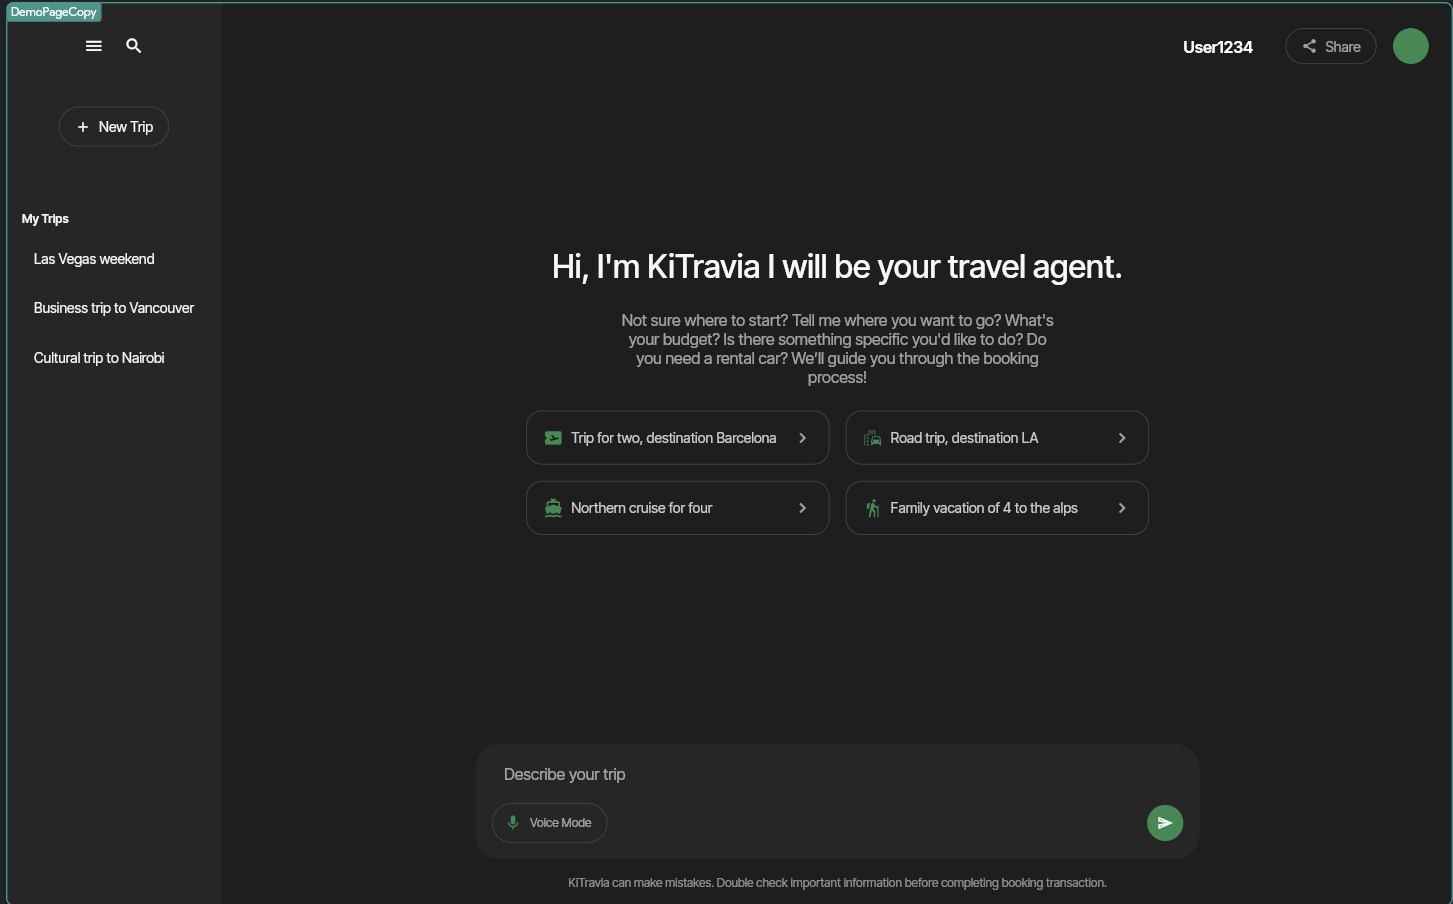 DemoPageCopy
User1234
Share
New Trip
My Trips
Las Vegas weekend
Business trip to Vancouver
Cultural trip to Nairobi
Hi, I'm KiTravia I will be your travel agent.
Not sure where to start? Tell me where you want to go? What's
your budget? Is there something specific you'd like to do? Do
you need a rental car? We’ll guide you through the booking
process!
Trip for two, destination Barcelona
Road trip, destination LA
Northern cruise for four
Family vacation of 4 to the alps
Describe your trip
Voice Mode
KiTravia can make mistakes. Double check important information before completing booking transaction.